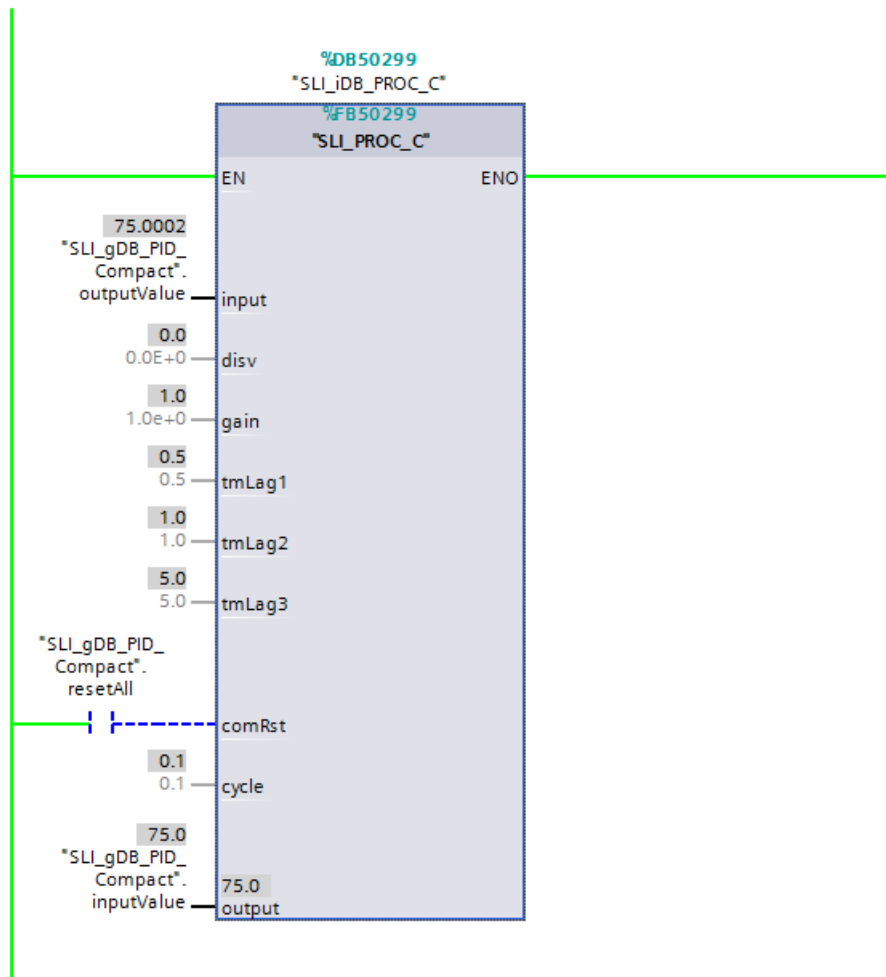 %DB50299
"SLI_iDB_PROC_C"
%FB50299
"SLI_PROC_C"
EN
ENO
75.0002
"SLI_gDB_PID_
Compact".
outputValue
input
0.0
0.0E+0
disv
1.0
1.0e+0
gain
0.5
0.5
tmLag1
1.0
1.0
tmLag2
5.0
5.0
tmLag3
"SLI_gDB_PID_
Compact".
resetAll
comRst
0.1
0.1
cycle
75.0
"SLI_gDB_PID_
Compact".
inputValue
75.0
output